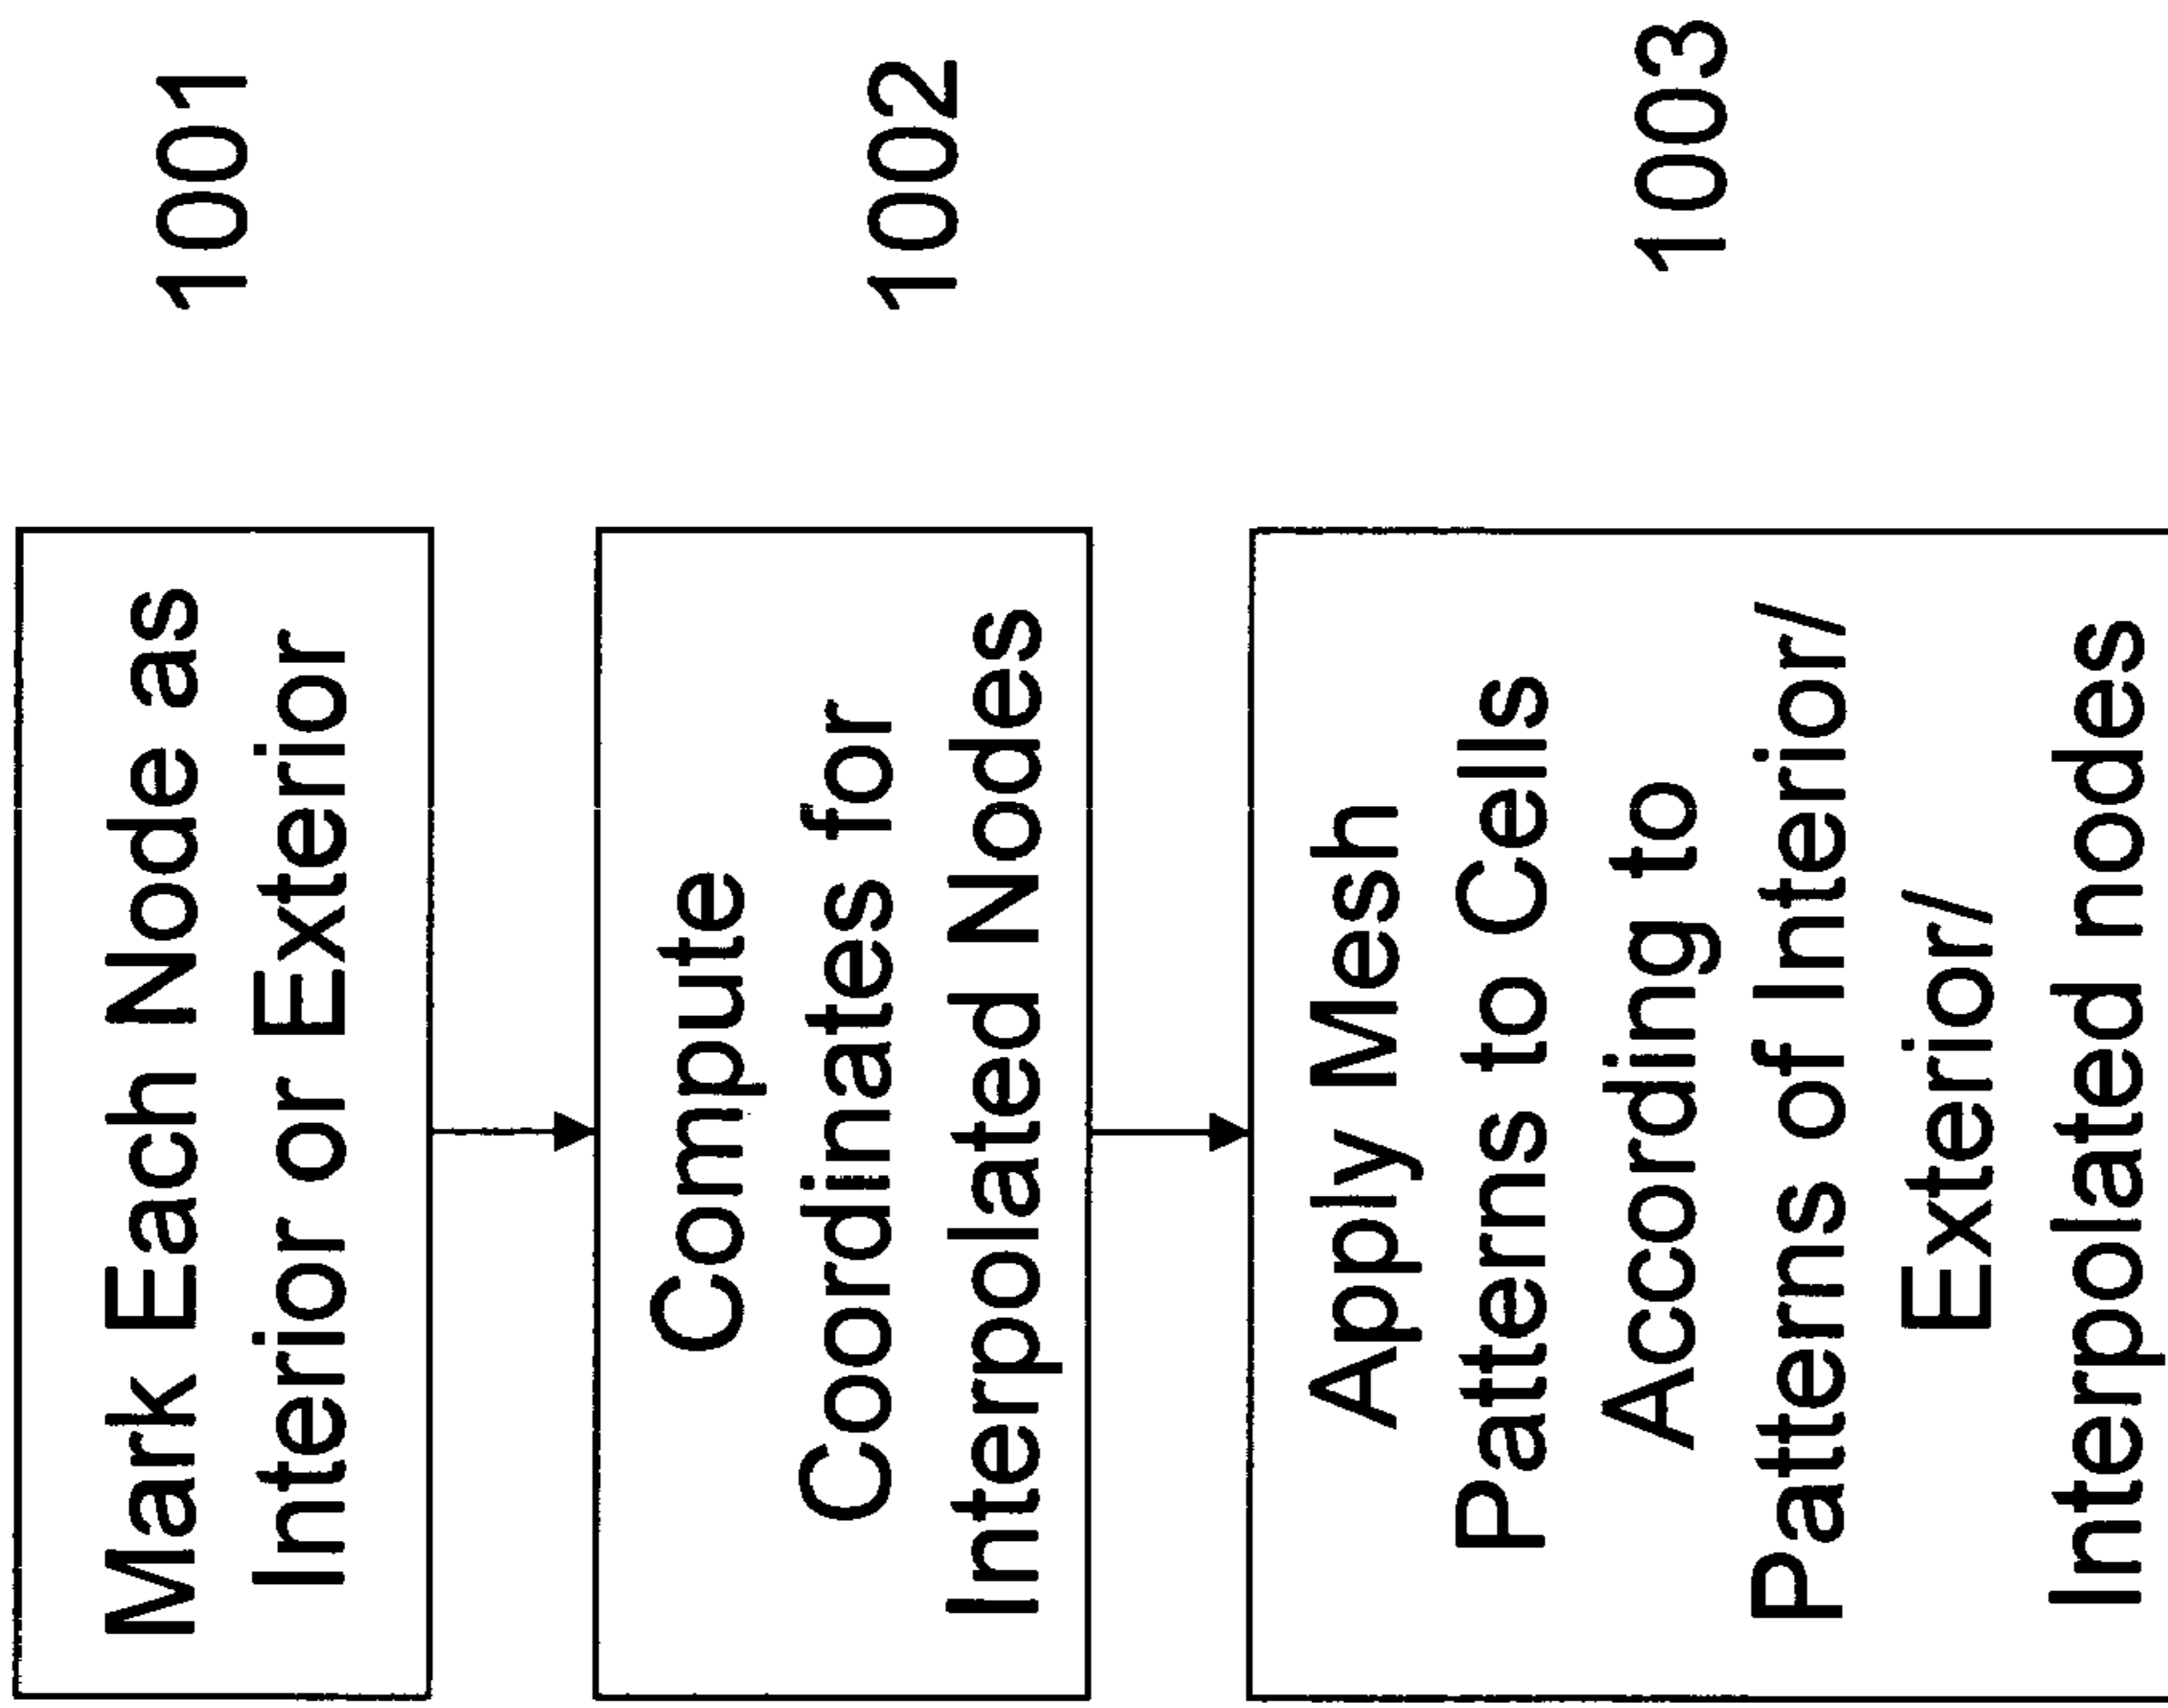 Mark Each Node as
Interior or Exterior
1001
Compute
Coordinates for
Interpolated Nodes
1002
Apply Mesh
Patterns to Cells
According to
Patterns of Interior/
Exterior/
Interpolated nodes
1003